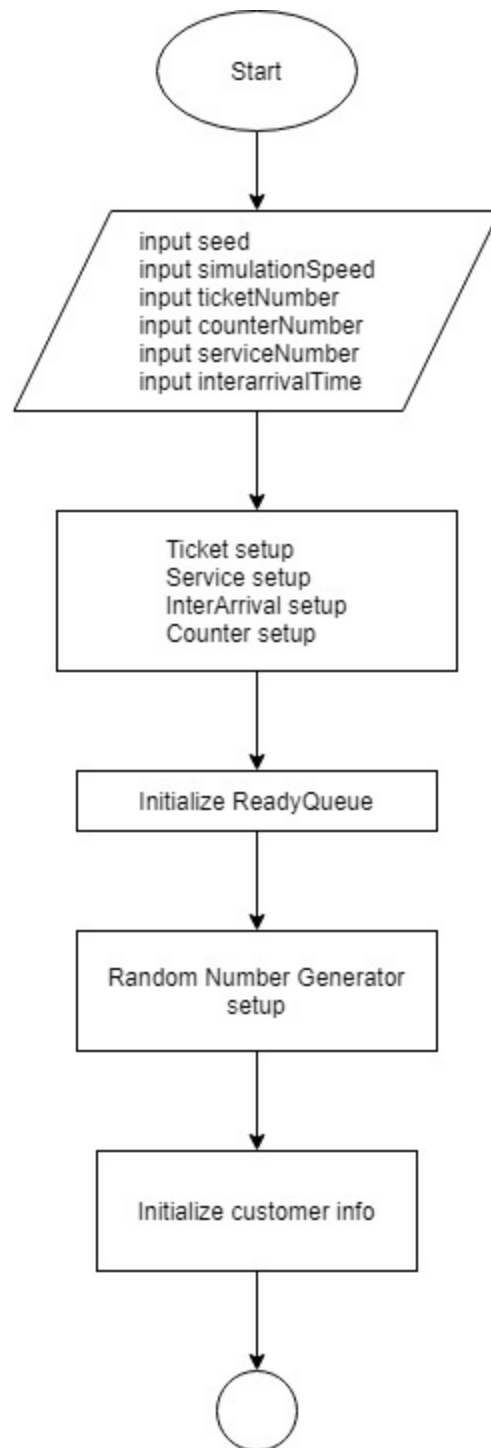 Start
input seed
input simulationSpeed
input ticketNumber
input counterNumber
input serviceNumber
input interarrivalTime
Ticket setup
Service setup
InterArrival setup
Counter setup
Initialize ReadyQueue
Random Number Generator
setup
Initialize customer info